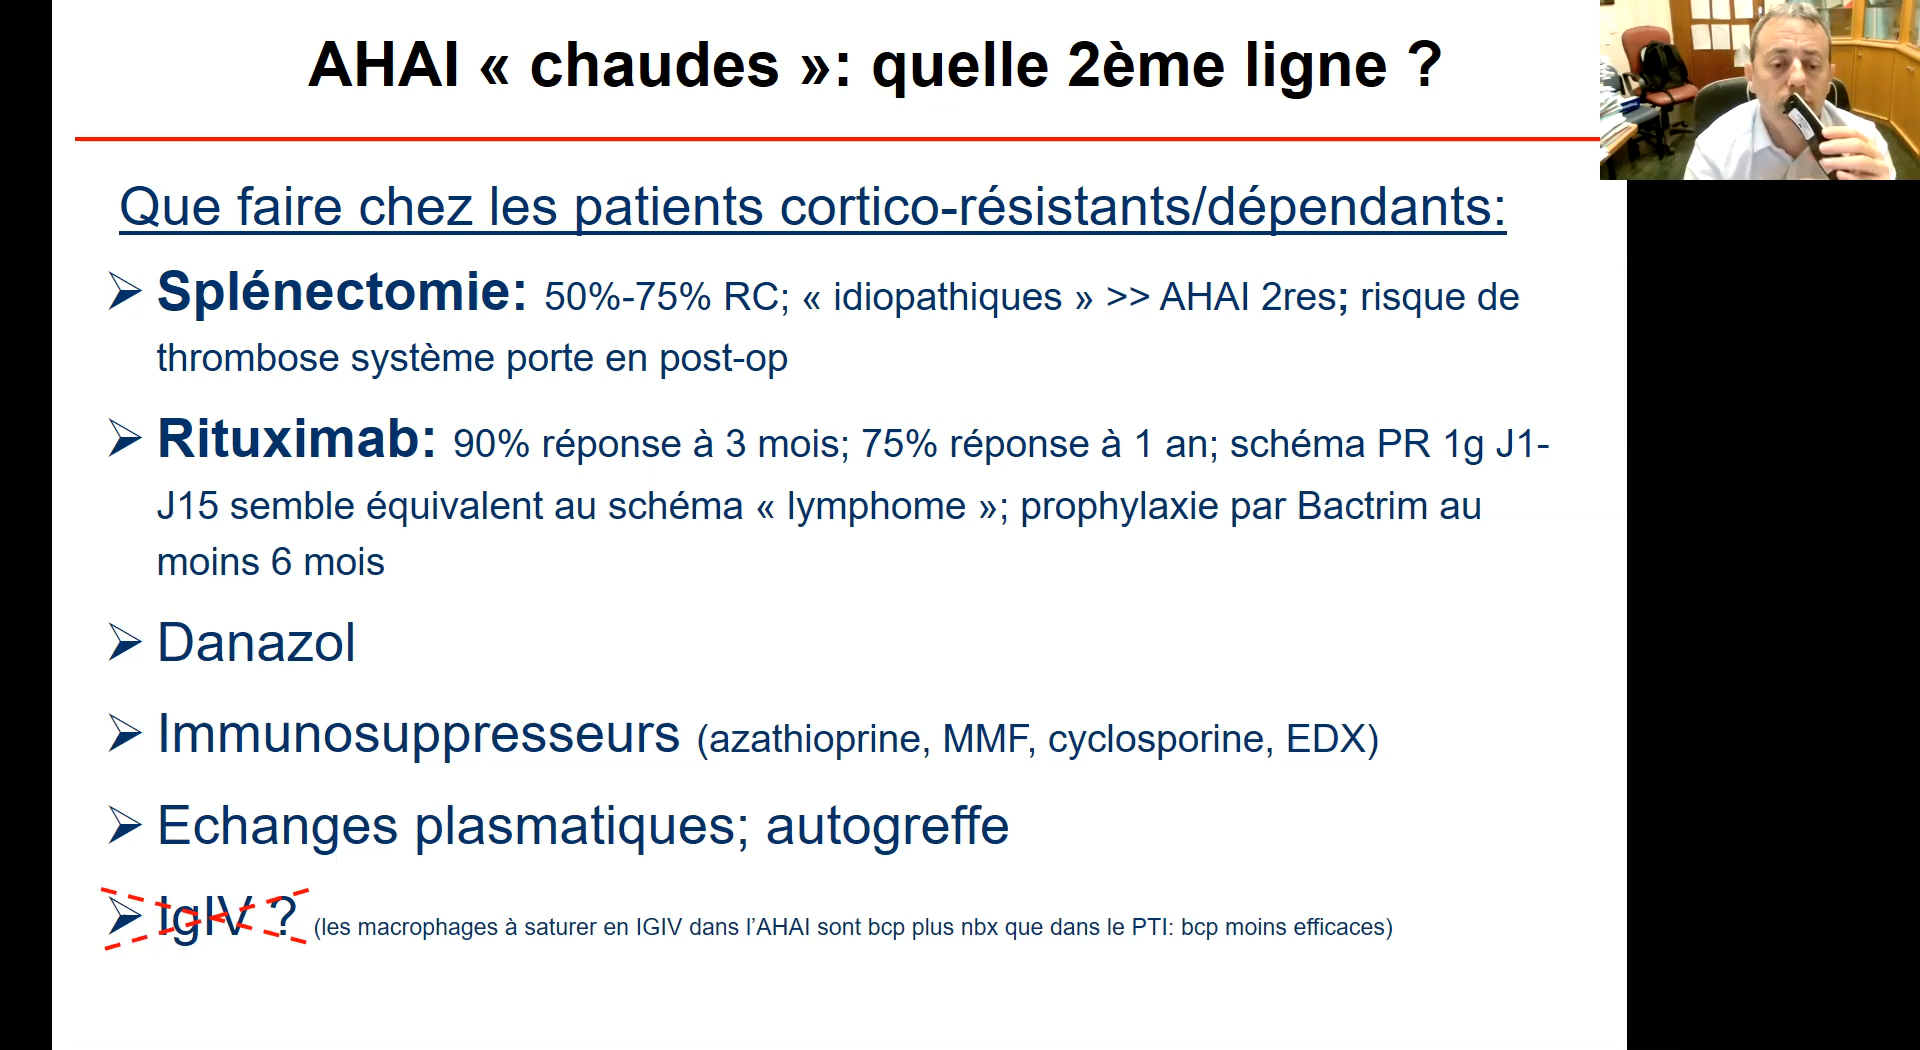 AHAI « chaudes »: quelle 2ème ligne ?
Que faire chez les patients cortico-résistants/dépendants:
➢ Splénectomie: 50%-75% RC; « idiopathiques » >> AHAI 2res; risque de
thrombose système porte en post-op
➢ Rituximab: 90% réponse à 3 mois; 75% réponse à 1 an; schéma PR 1g J1-
J15 semble équivalent au schéma « lymphome »; prophylaxie par Bactrim au
moins 6 mois
➢ Danazol
➢ Immunosuppresseurs (azathioprine, MMF, cyclosporine, EDX)
➢ Echanges plasmatiques; autogreffe
➢ IgIV ? (les macrophages à saturer en IGIV dans l’AHAI sont bcp plus nbx que dans le PTI: bcp moins efficaces)